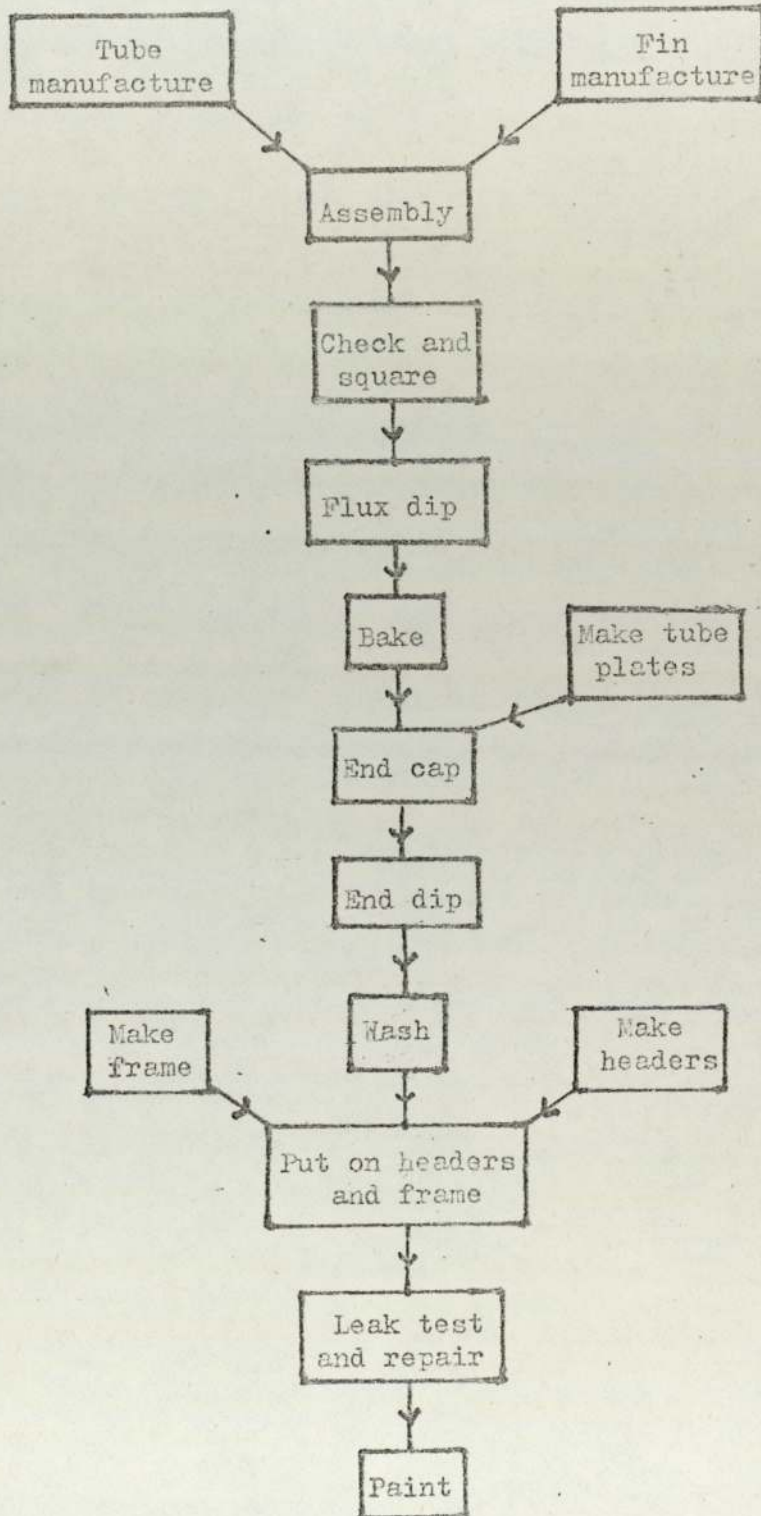 Tube
manufacture
Fin
manufacture
Assembly
Check and
square
Flux dip
Bake
Make tube
plates
End cap
End dip
Wash
Make
frame
Make
headers
Put on headers
and frame
Leak test
and repair
Paint